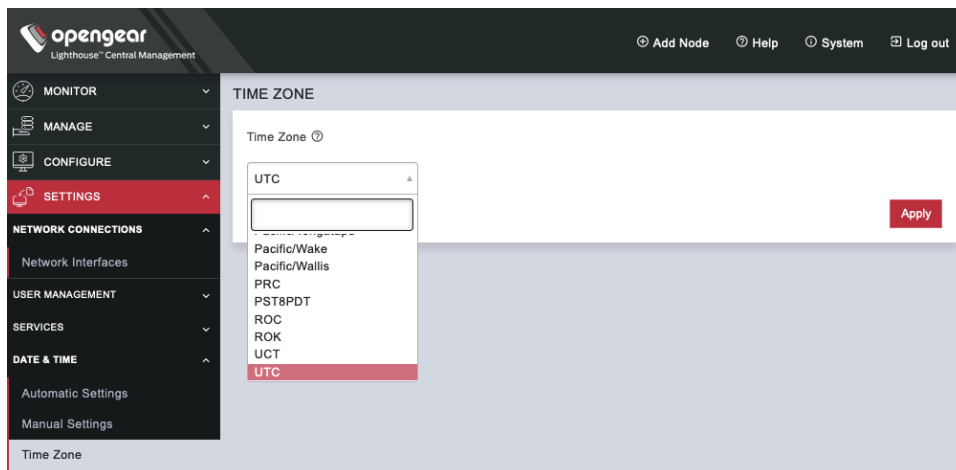 opengear
Lighthouse™ Central Management
Add Node
Help
System
Log out
MONITOR
MANAGE
CONFIGURE
SETTINGS
NETWORK CONNECTIONS
Network Interfaces
USER MANAGEMENT
SERVICES
DATE & TIME
Automatic Settings
Manual Settings
Time Zone
TIME ZONE
Time Zone
UTC
Pacific/Wake
Pacific/Wallis
PRC
PST8PDT
ROC
ROK
UCT
UTC
Apply